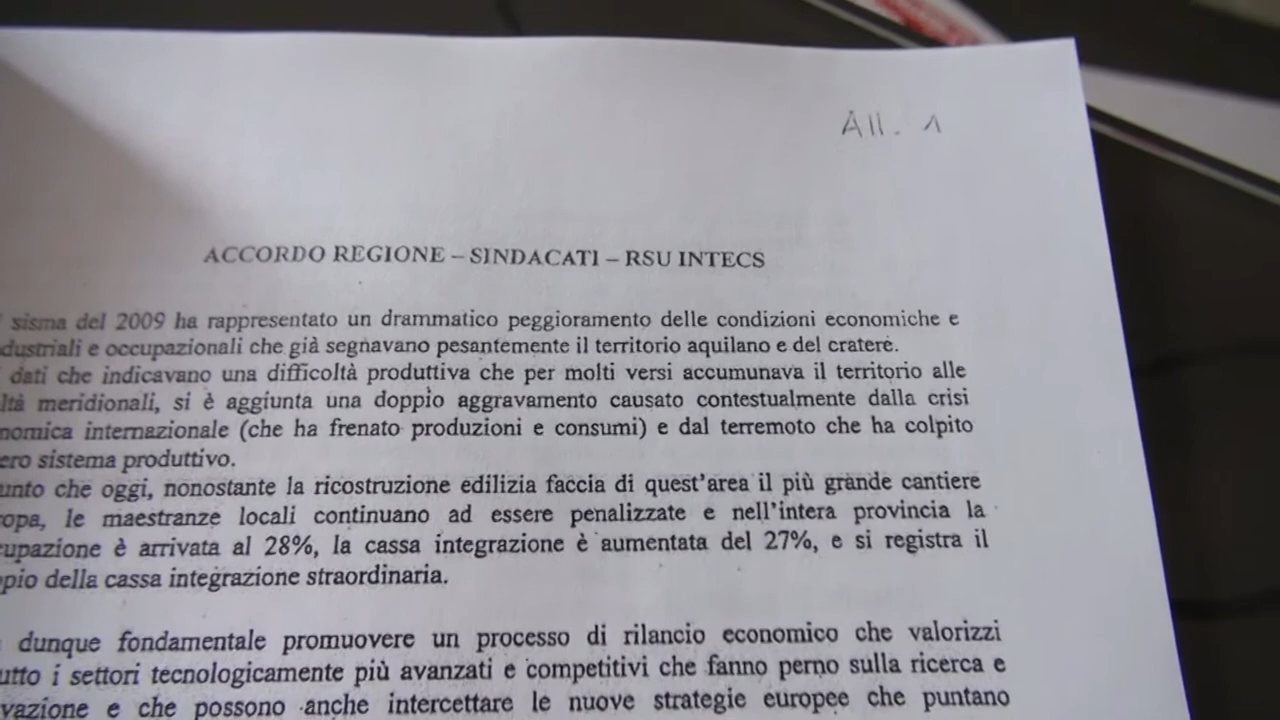 All. 1
ACCORDO REGIONE – SINDACATI – RSU INTECS
sisma del 2009 ha rappresentato un drammatico peggioramento delle condizioni economiche e
dustriali e occupazionali che già segnavano pesantemente il territorio aquilano e del cratere.
dati che indicavano una difficoltà produttiva che per molti versi accumunava il territorio alle
ltà meridionali, si è aggiunta una doppio aggravamento causato contestualmente dalla crisi
nomica internazionale (che ha frenato produzioni e consumi) e dal terremoto che ha colpito
ero sistema produttivo.
unto che oggi, nonostante la ricostruzione edilizia faccia di quest'area il più grande cantiere
opa, le maestranze locali continuano ad essere penalizzate e nell'intera provincia la
cupazione è arrivata al 28%, la cassa integrazione è aumentata del 27%, e si registra il
ppio della cassa integrazione straordinaria.
dunque fondamentale promuovere un processo di rilancio economico che valorizzi
utto i settori tecnologicamente più avanzati e competitivi che fanno perno sulla ricerca e
vazione e che possono anche intercettare le nuove strategie europee che puntano